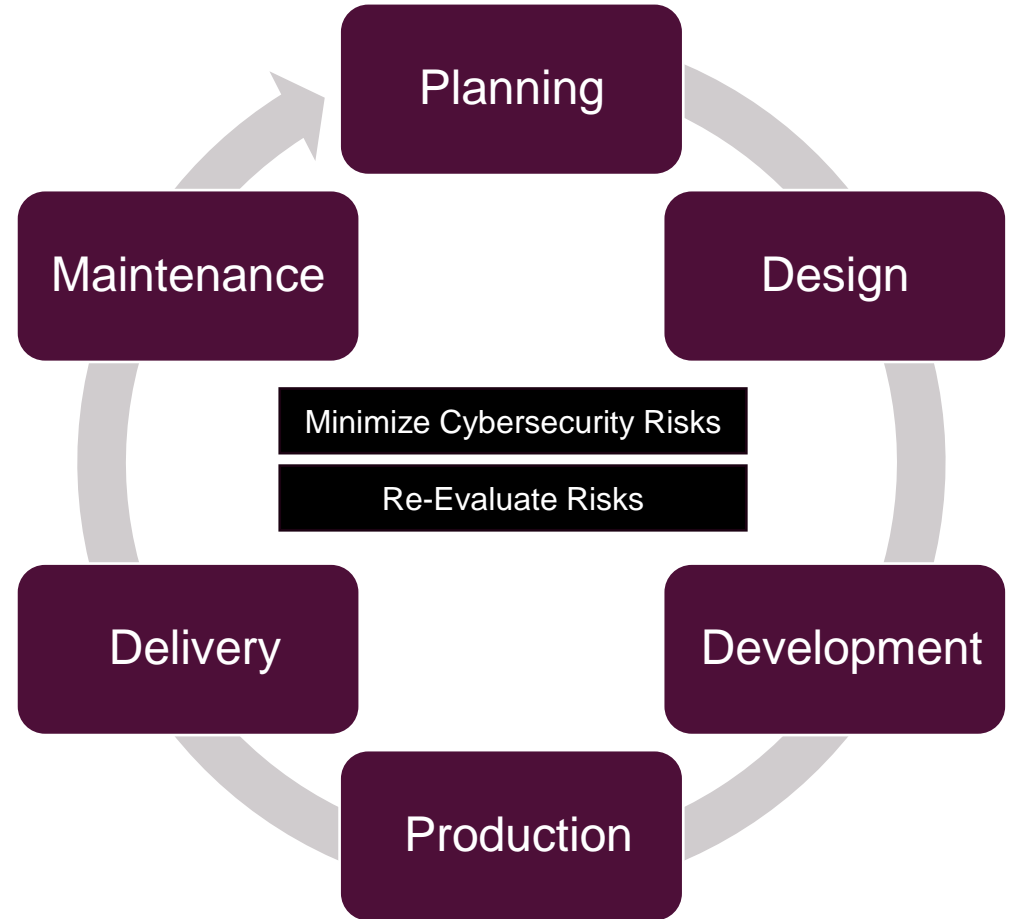 Planning
Design
Development
Production
Delivery
Maintenance
Minimize Cybersecurity Risks
Re-Evaluate Risks